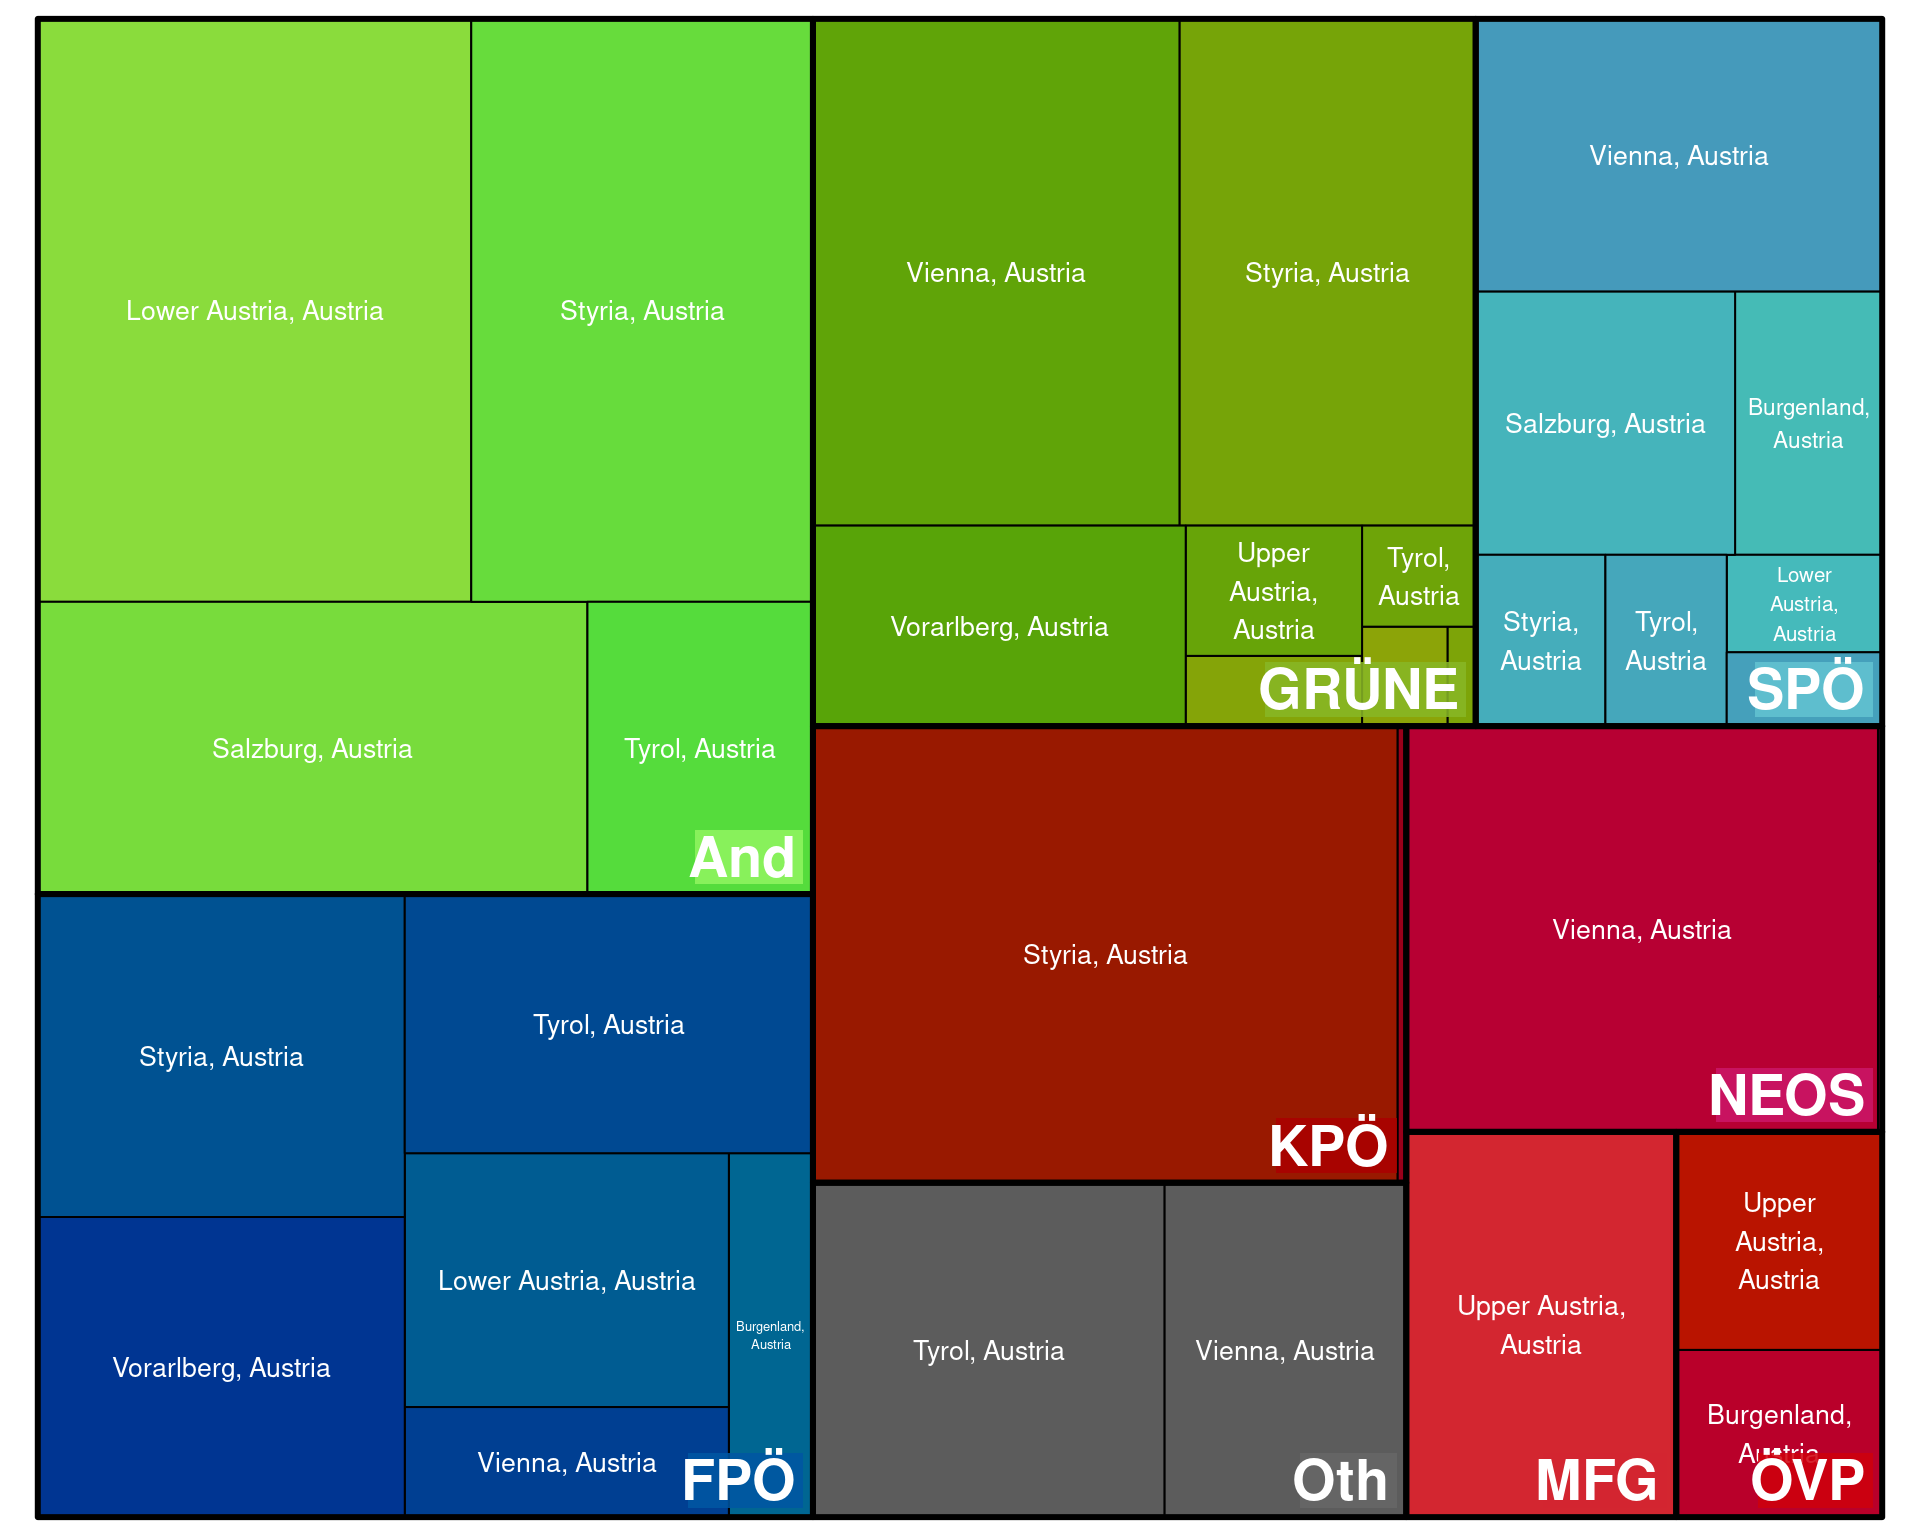 Lower Austria, Austria
Styria, Austria
Salzburg, Austria
Tyrol, Austria
And
Styria, Austria
Tyrol, Austria
Vorarlberg, Austria
Lower Austria, Austria
Burgenland,
Austria
Vienna, Austria
FPÖ
Vienna, Austria
Styria, Austria
Vorarlberg, Austria
Upper
Austria,
Austria
Tyrol,
Austria
GRÜNE
Vienna, Austria
Salzburg, Austria
Burgenland,
Austria
Styria,
Austria
Tyrol,
Austria
Lower
Austria,
Austria
SPÖ
Styria, Austria
KPÖ
Vienna, Austria
NEOS
Tyrol, Austria
Vienna, Austria
Oth
Upper Austria,
Austria
MFG
Upper
Austria,
Austria
Burgenland,
Austria
ÖVP